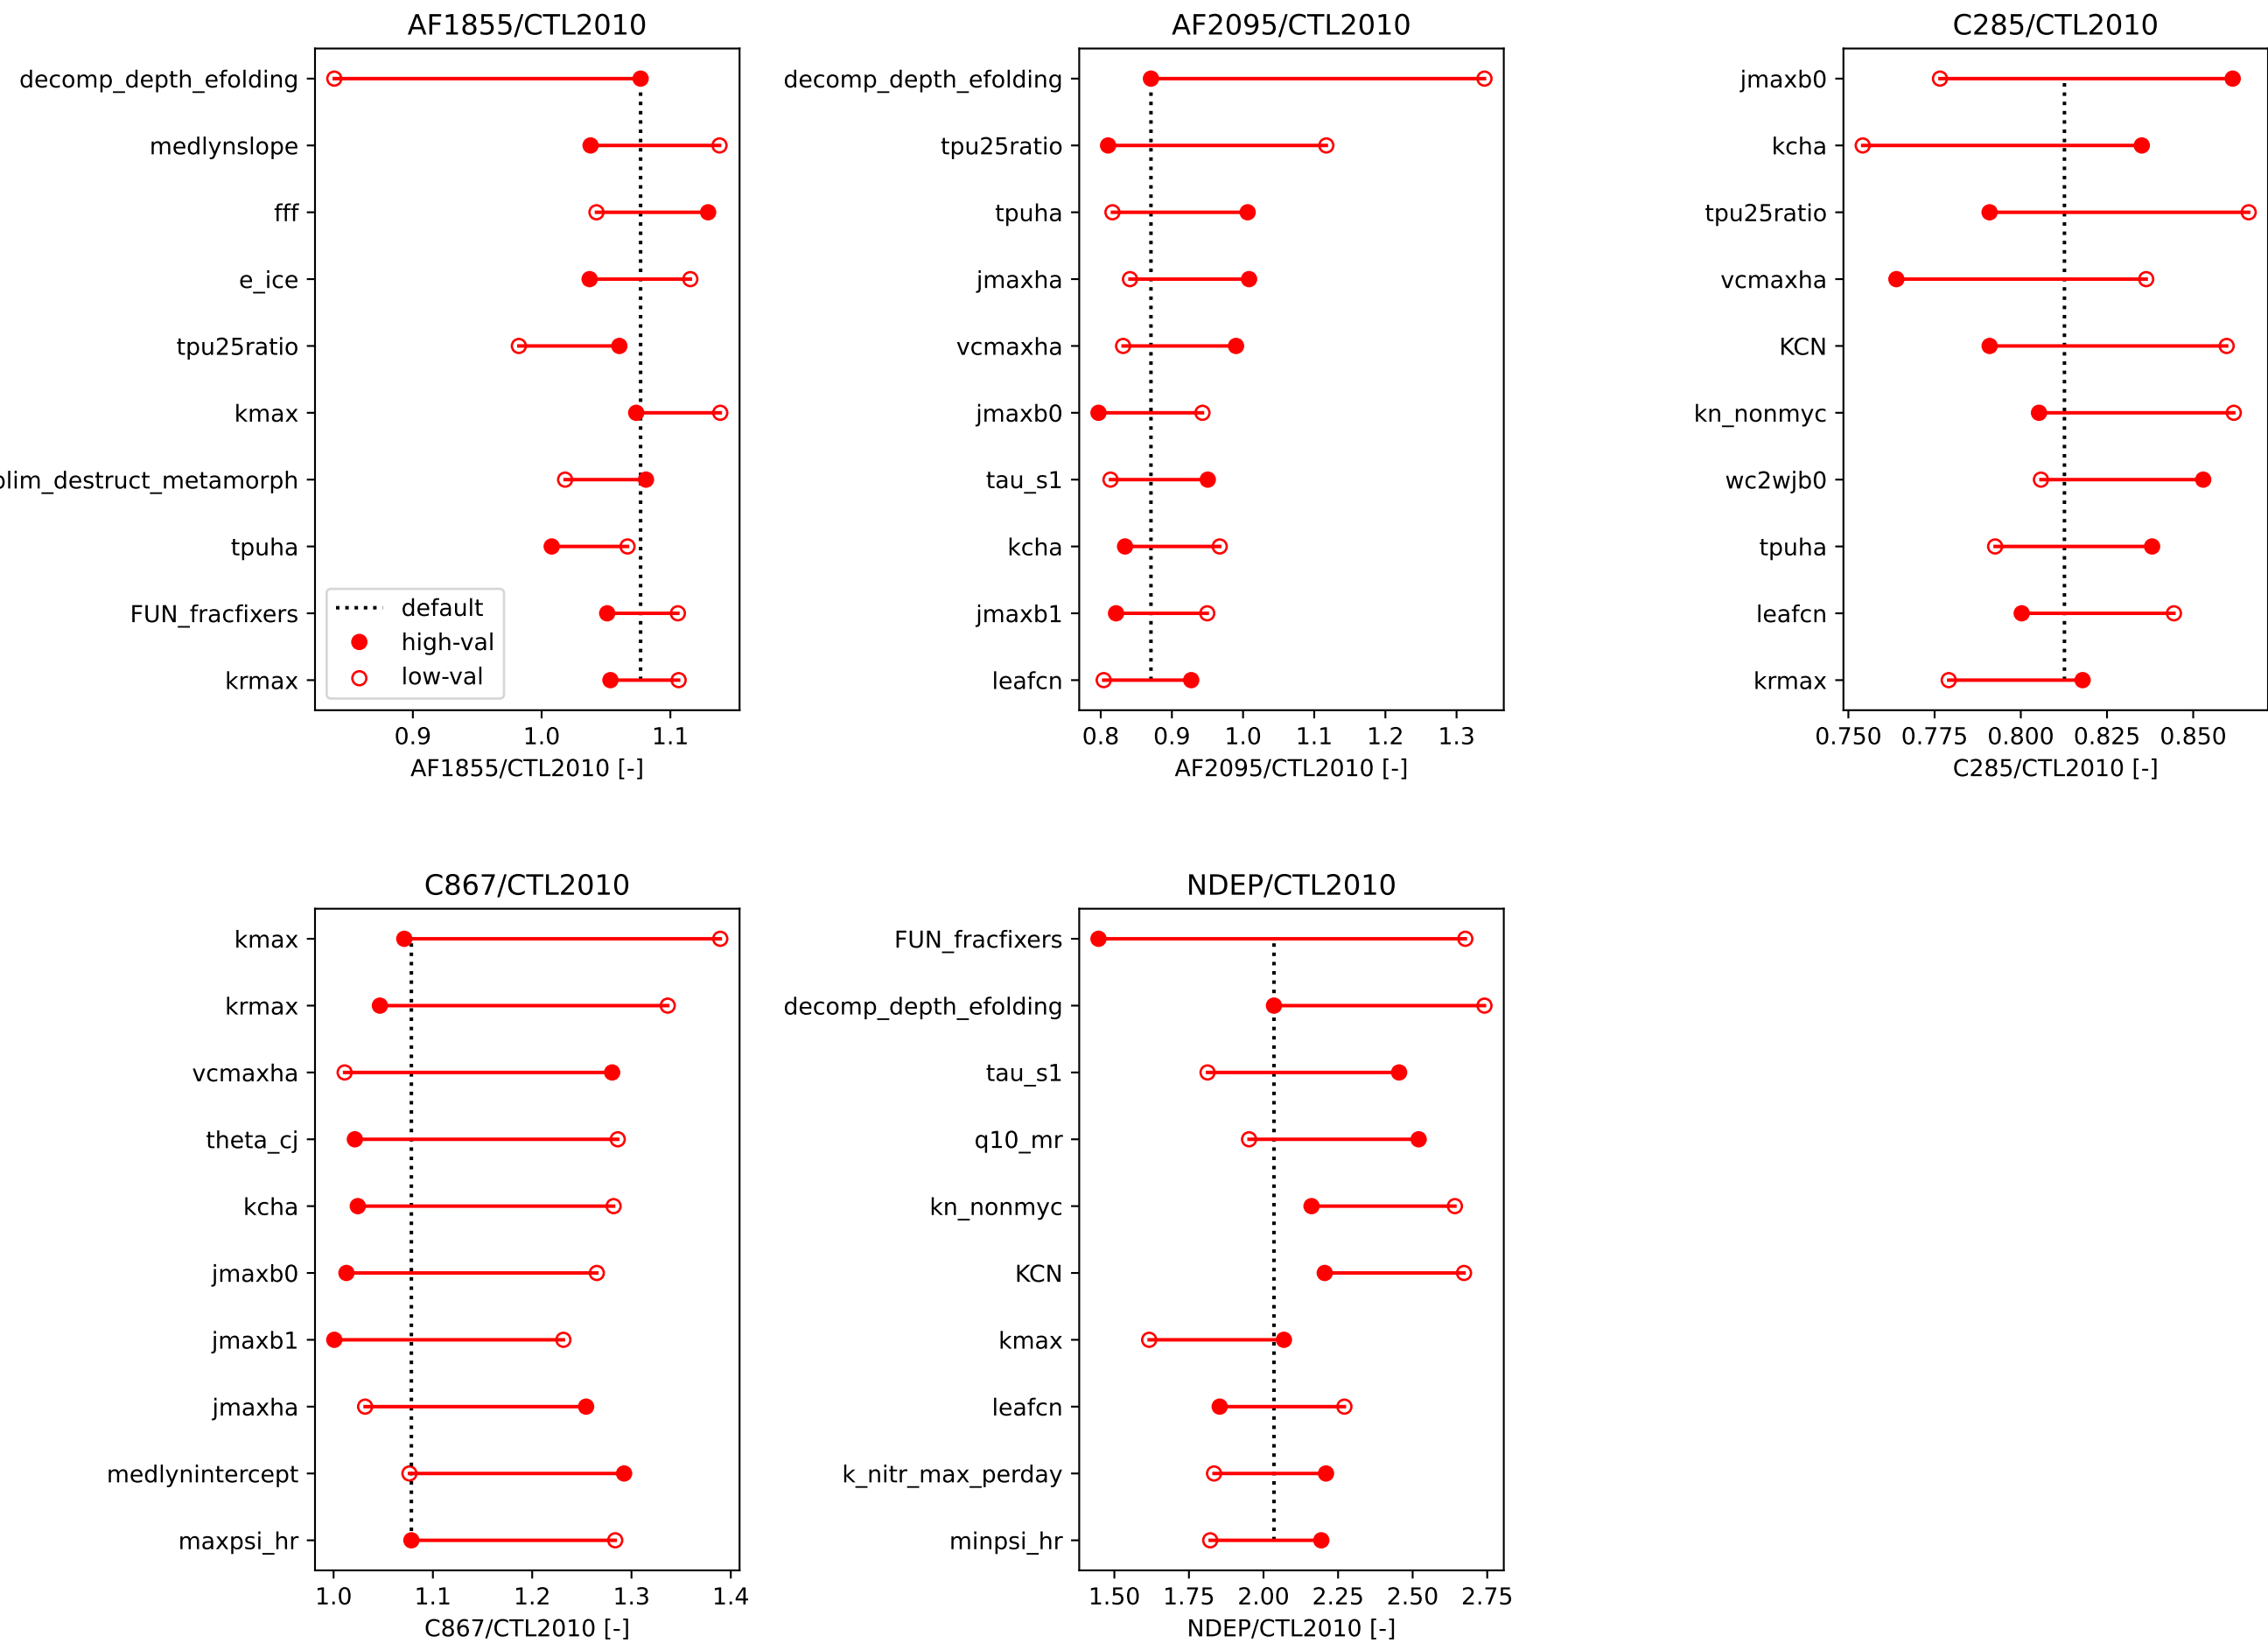 AF1855/CTL2010
decomp_depth_efolding
medlynslope
fff
e_ice
tpu25ratio
kmax
plim_destruct_metamorph
tpuha
FUN_fracfixers
krmax
default
high-val
low-val
0.9 1.0 1.1
AF1855/CTL2010 [-]
AF2095/CTL2010
decomp_depth_efolding
tpu25ratio
tpuha
jmaxha
vcmaxha
jmaxb0
tau_s1
kcha
jmaxb1
leafcn
0.8 0.9 1.0 1.1 1.2 1.3
AF2095/CTL2010 [-]
C285/CTL2010
jmaxb0
kcha
tpu25ratio
vcmaxha
KCN
kn_nonmyc
wc2wjb0
tpuha
leafcn
krmax
0.750 0.775 0.800 0.825 0.850
C285/CTL2010 [-]
C867/CTL2010
kmax
krmax
vcmaxha
theta_cj
kcha
jmaxb0
jmaxb1
jmaxha
medlynintercept
maxpsi_hr
1.0 1.1 1.2 1.3 1.4
C867/CTL2010 [-]
NDEP/CTL2010
FUN_fracfixers
decomp_depth_efolding
tau_s1
q10_mr
kn_nonmyc
KCN
kmax
leafcn
k_nitr_max_perday
minpsi_hr
1.50 1.75 2.00 2.25 2.50 2.75
NDEP/CTL2010 [-]